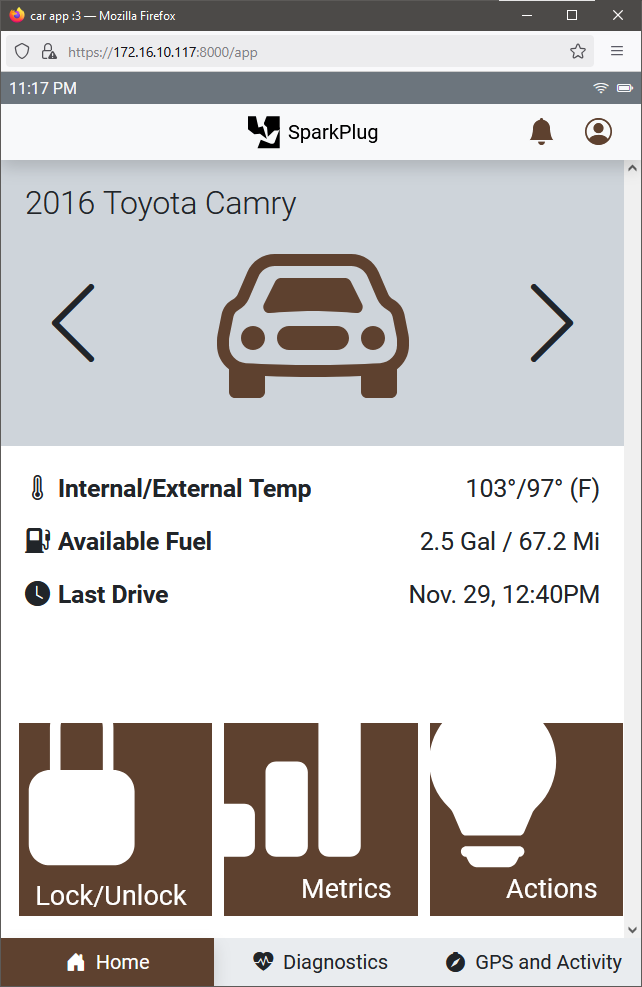 car app :3 — Mozilla Firefox
https://172.16.10.117:8000/app
11:17 PM
SparkPlug
2016 Toyota Camry
Internal/External Temp 103°/97° (F)
Available Fuel 2.5 Gal / 67.2 Mi
Last Drive Nov. 29, 12:40PM
Lock/Unlock Metrics Actions
Home Diagnostics GPS and Activity